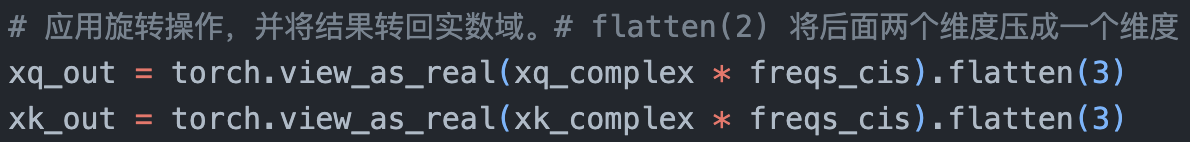 # 应用旋转操作，并将结果转回实数域。# flatten(2) 将后面两个维度压成一个维度
xq_out = torch.view_as_real(xq_complex * freqs_cis).flatten(3)
xk_out = torch.view_as_real(xk_complex * freqs_cis).flatten(3)